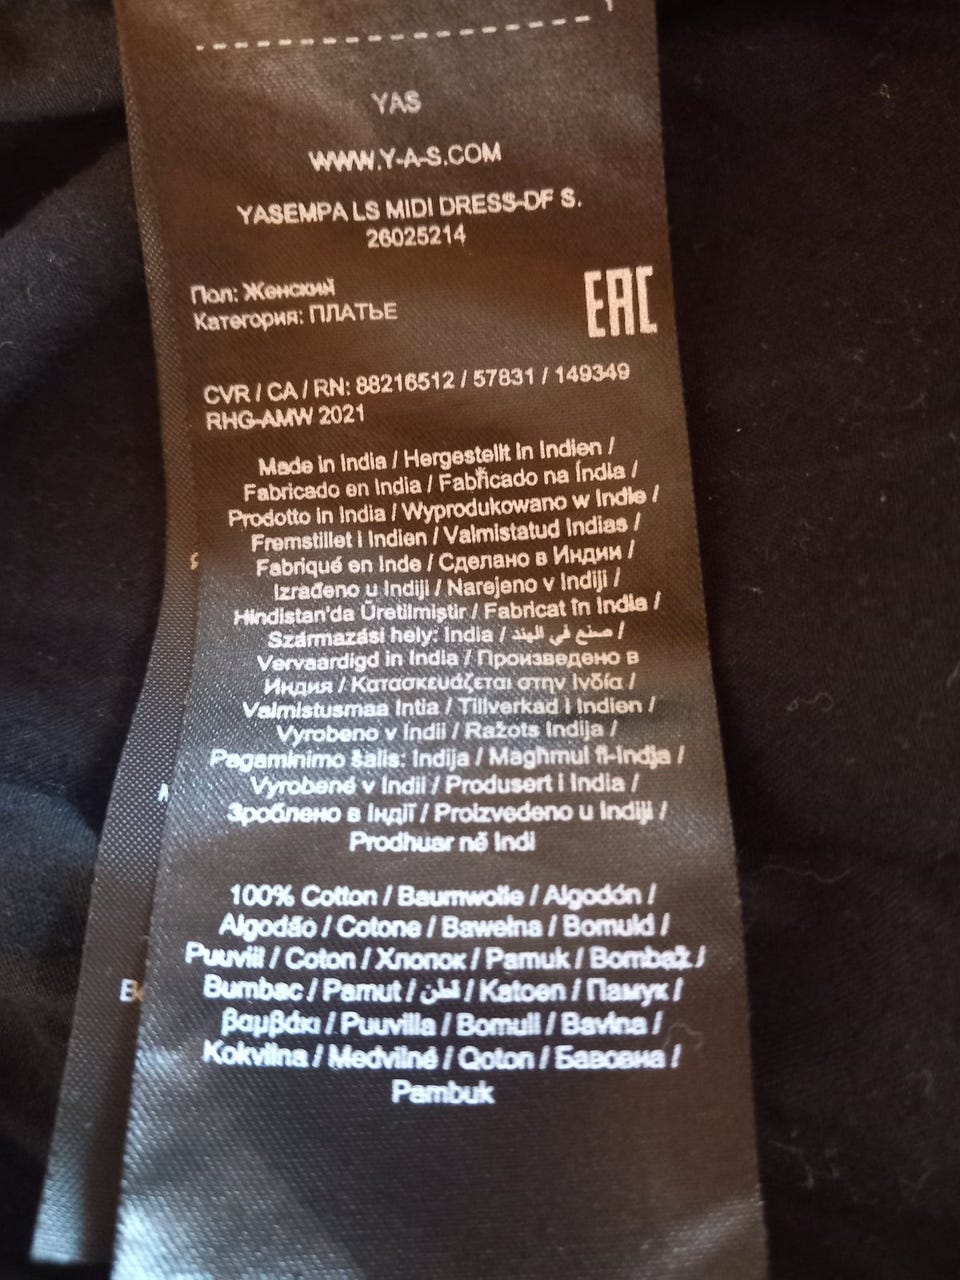 YAS
WWW.Y-A-S.COM
YASEMPA LS MIDI DRESS-DF S.
26025214
Пол: Женский
Категория: ПЛАТЬЕ
EAC
CVR / CA / RN: 88216512 / 57831 / 149349
RHG-AMW 2021
Made in India / Hergestellt in Indien /
Fabricado en India / Fabricado na Índia /
Prodotto in India / Wyprodukowano w Indie /
Fremstillet i Indien / Valmistatud Indias /
Fabriqué en Inde / Сделано в Индии /
Izrađeno u Indiji / Narejeno v Indiji /
Hindistan'da Üretilmiştir / Fabricat în India /
Származási hely: India / صنع في الهند /
Vervaardigd in India / Произведено в
Индия / Κατασκευάζεται στην Ινδία /
Valmistusmaa Intia / Tillverkad i Indien /
Vyrobeno v Indii / Ražots Indija /
Pagaminimo šalis: Indija / Magħmul fl-Indja /
Vyrobené v Indii / Produsert i India /
Зроблено в Індії / Proizvedeno u Indiji /
Prodhuar në Indi
100% Cotton / Baumwolle / Algodón /
Algodão / Cotone / Bawełna / Bomuld /
Puuvill / Coton / Хлопок / Pamuk / Bombaž /
Bumbac / Pamut / قطن / Katoen / Памук /
βαμβάκι / Puuvilla / Bomull / Bavlna /
Kokvilna / Medvilnė / Qoton / Бавовна /
Pambuk